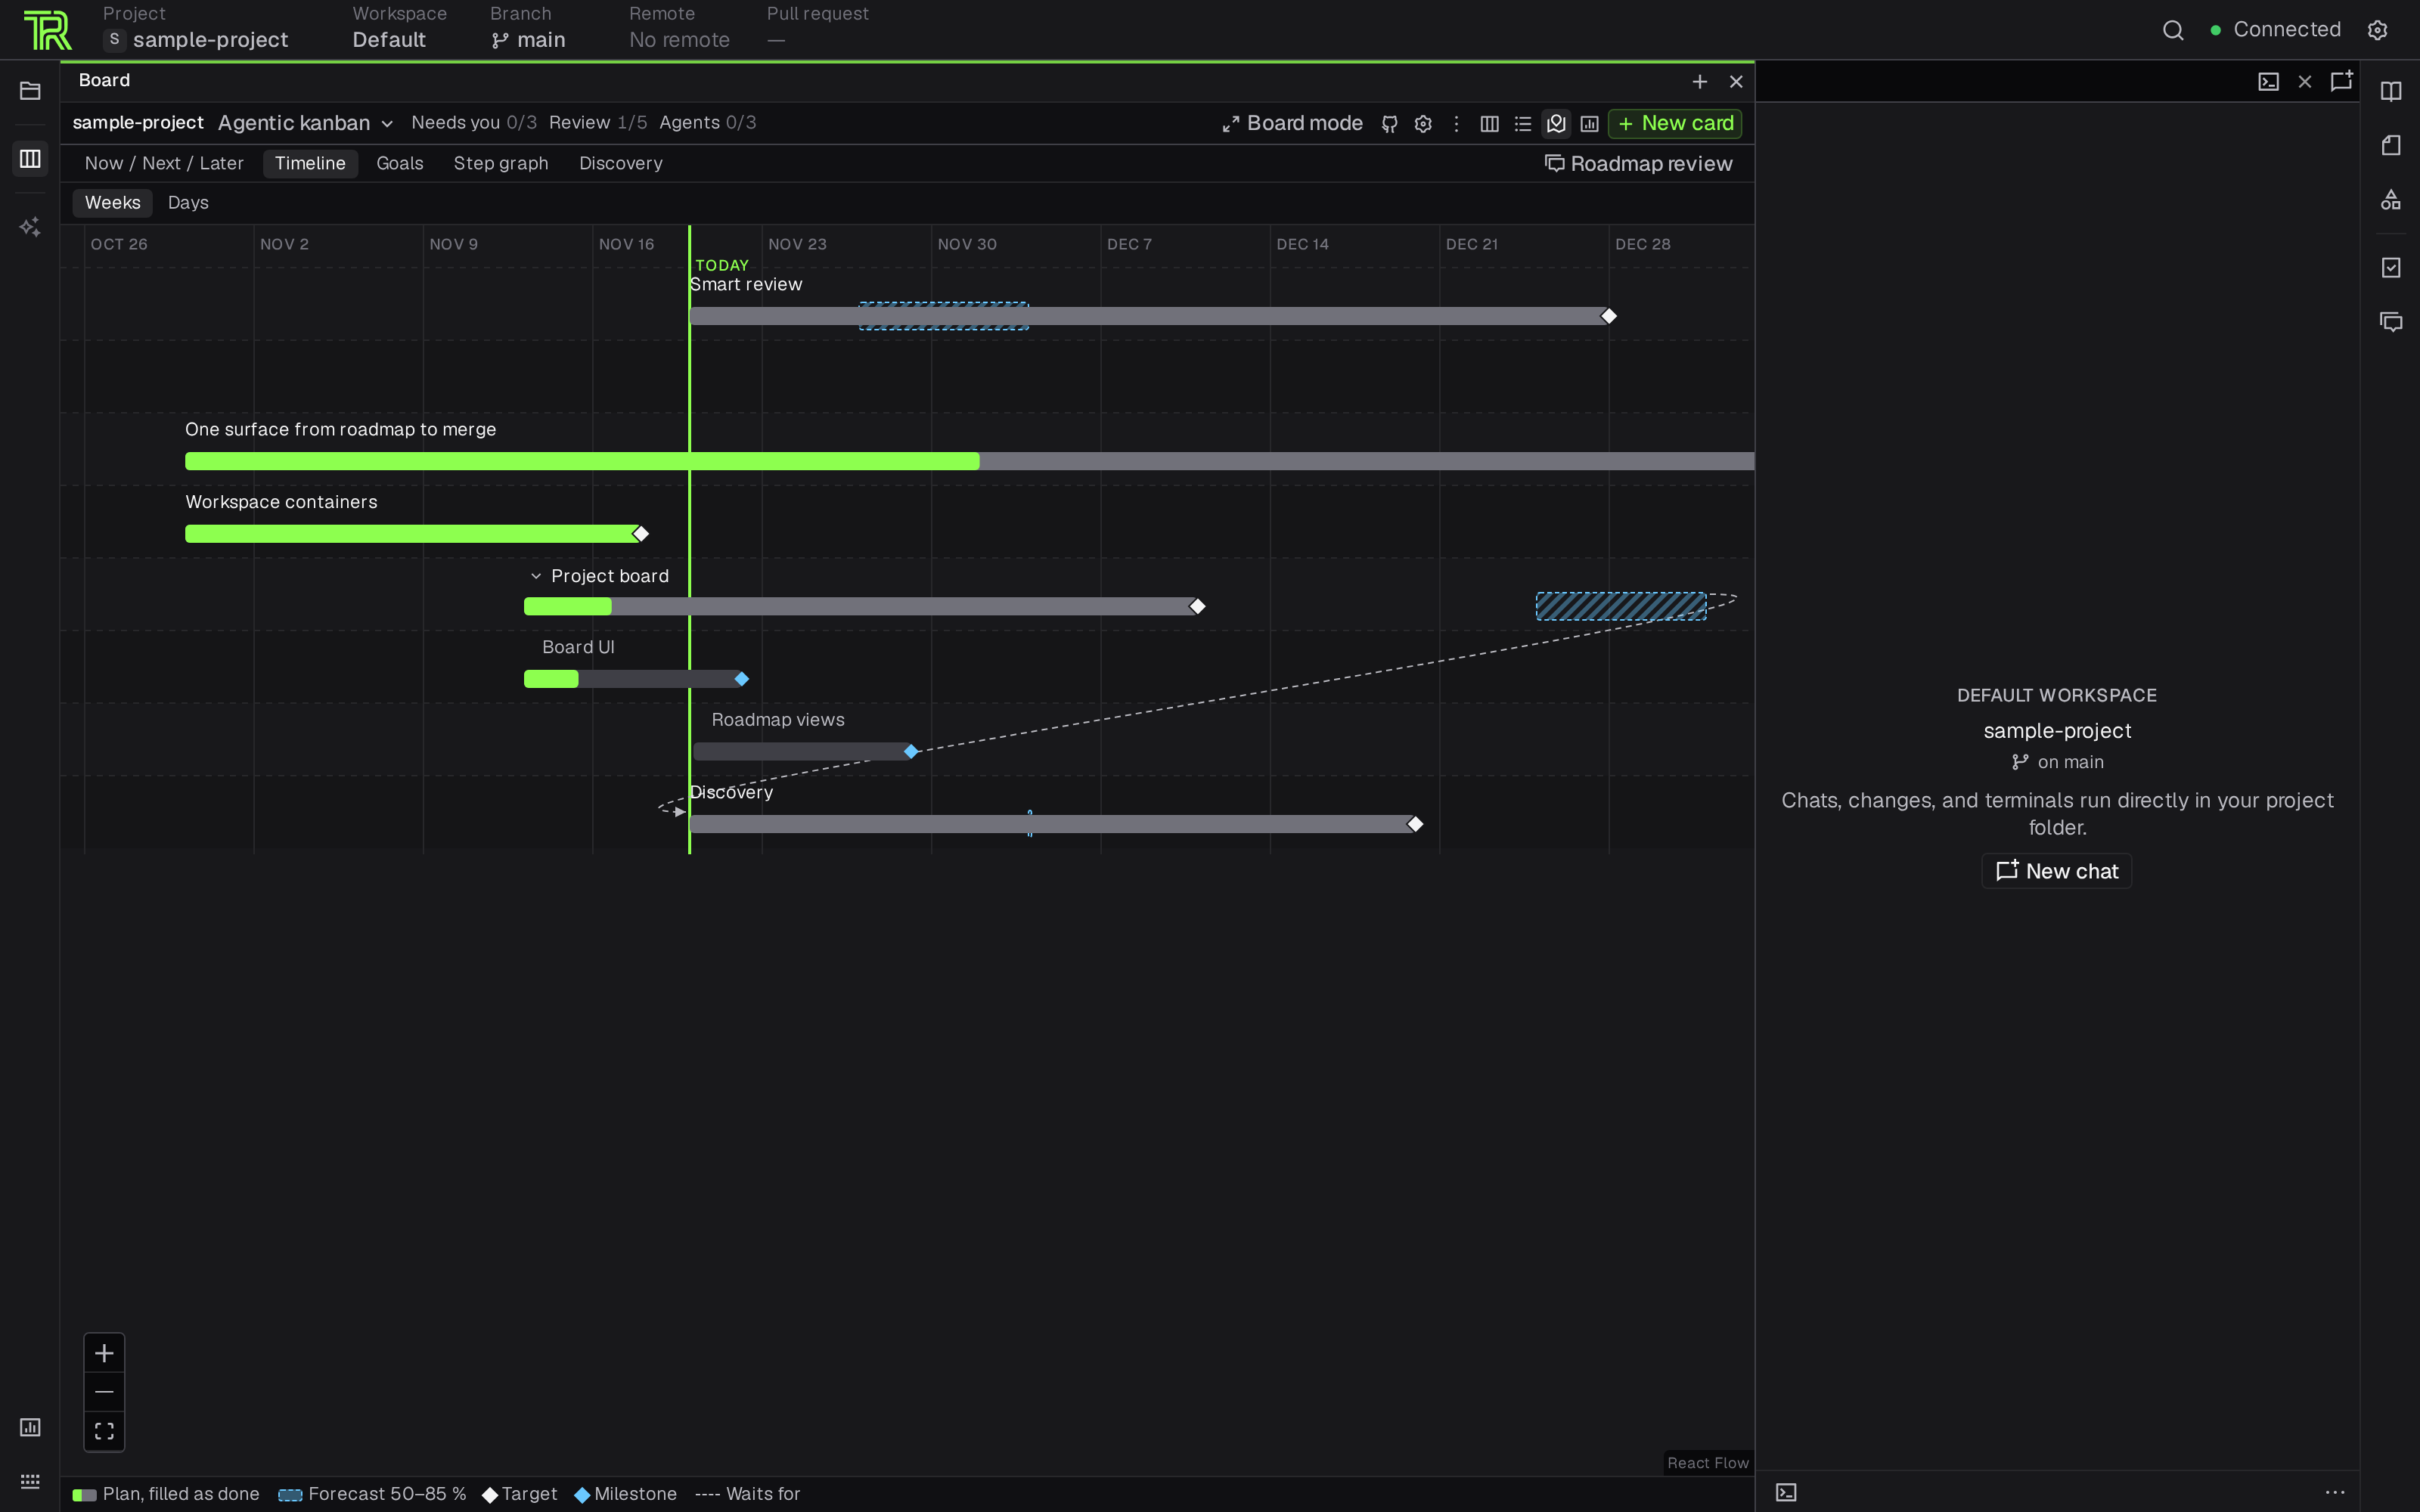 Project
S sample-project
Workspace
Default
Branch
main
Remote
No remote
Pull request
—
Connected
Board
sample-project Agentic kanban Needs you 0/3 Review 1/5 Agents 0/3
Board mode
+ New card
Now / Next / Later Timeline Goals Step graph Discovery
Roadmap review
Weeks Days
OCT 26 NOV 2 NOV 9 NOV 16 NOV 23 NOV 30 DEC 7 DEC 14 DEC 21 DEC 28
TODAY
Smart review
One surface from roadmap to merge
Workspace containers
Project board
Board UI
Roadmap views
Discovery
DEFAULT WORKSPACE
sample-project
on main
Chats, changes, and terminals run directly in your project
folder.
New chat
React Flow
Plan, filled as done Forecast 50–85 % Target Milestone Waits for